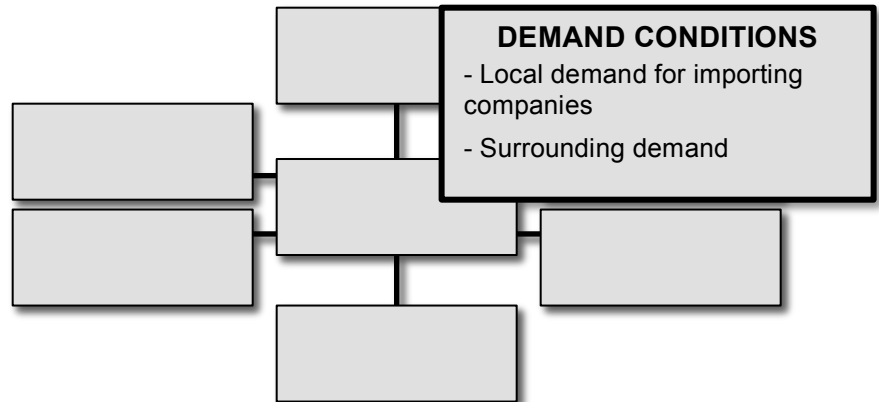 DEMAND CONDITIONS
- Local demand for importing
companies
- Surrounding demand